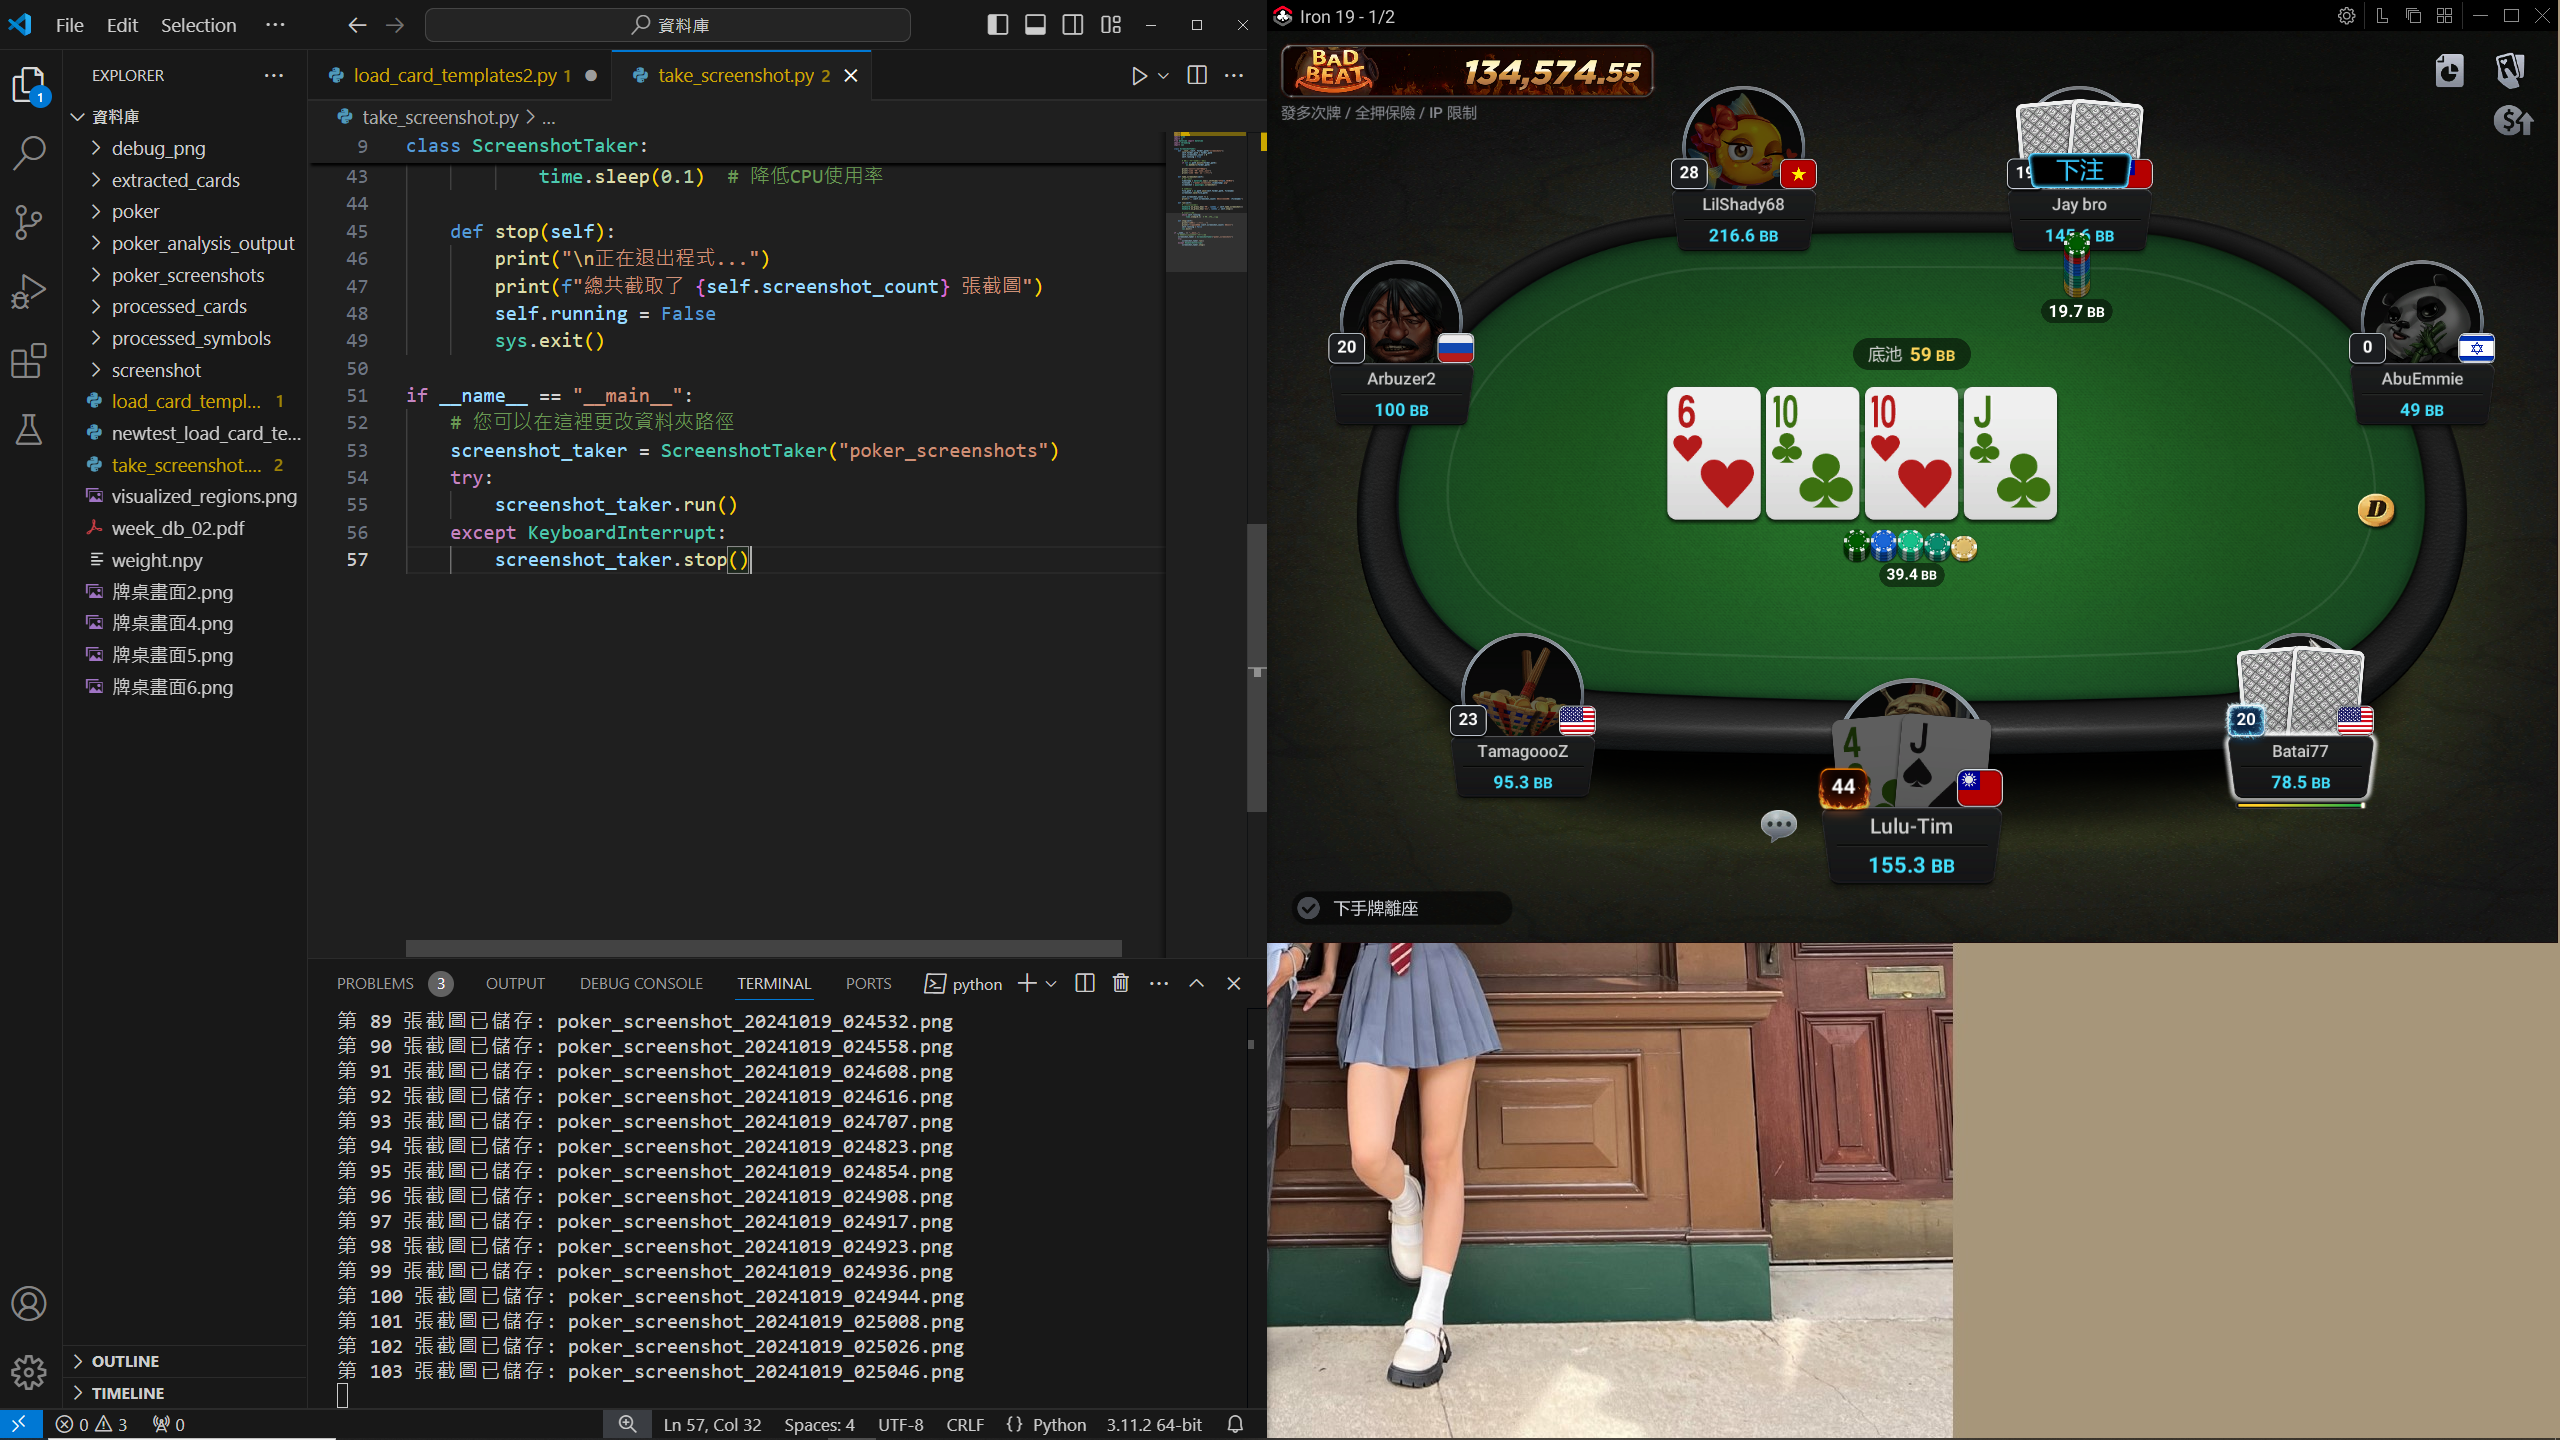 File Edit Selection ···
資料庫
EXPLORER ···
資料庫
debug_png
extracted_cards
poker
poker_analysis_output
poker_screenshots
processed_cards
processed_symbols
screenshot
load_card_templ... 1
newtest_load_card_te...
take_screenshot.... 2
visualized_regions.png
week_db_02.pdf
weight.npy
牌桌畫面2.png
牌桌畫面4.png
牌桌畫面5.png
牌桌畫面6.png
OUTLINE
TIMELINE
1
load_card_templates2.py 1
take_screenshot.py 2
take_screenshot.py > ...
9 class ScreenshotTaker:
43 time.sleep(0.1) # 降低CPU使用率
44
45 def stop(self):
46 print("\n正在退出程式...")
47 print(f"總共截取了 {self.screenshot_count} 張截圖")
48 self.running = False
49 sys.exit()
50
51 if __name__ == "__main__":
52 # 您可以在這裡更改資料夾路徑
53 screenshot_taker = ScreenshotTaker("poker_screenshots")
54 try:
55 screenshot_taker.run()
56 except KeyboardInterrupt:
57 screenshot_taker.stop()
PROBLEMS 3 OUTPUT DEBUG CONSOLE TERMINAL PORTS python
第 89 張截圖已儲存: poker_screenshot_20241019_024532.png
第 90 張截圖已儲存: poker_screenshot_20241019_024558.png
第 91 張截圖已儲存: poker_screenshot_20241019_024608.png
第 92 張截圖已儲存: poker_screenshot_20241019_024616.png
第 93 張截圖已儲存: poker_screenshot_20241019_024707.png
第 94 張截圖已儲存: poker_screenshot_20241019_024823.png
第 95 張截圖已儲存: poker_screenshot_20241019_024854.png
第 96 張截圖已儲存: poker_screenshot_20241019_024908.png
第 97 張截圖已儲存: poker_screenshot_20241019_024917.png
第 98 張截圖已儲存: poker_screenshot_20241019_024923.png
第 99 張截圖已儲存: poker_screenshot_20241019_024936.png
第 100 張截圖已儲存: poker_screenshot_20241019_024944.png
第 101 張截圖已儲存: poker_screenshot_20241019_025008.png
第 102 張截圖已儲存: poker_screenshot_20241019_025026.png
第 103 張截圖已儲存: poker_screenshot_20241019_025046.png
0 3 0 Ln 57, Col 32 Spaces: 4 UTF-8 CRLF {} Python 3.11.2 64-bit
Iron 19 - 1/2
BAD BEAT 134,574.55
發多次牌 / 全押保險 / IP 限制
28
LilShady68
216.6 BB
下注
Jay bro
145.6 BB
19.7 BB
20
Arbuzer2
100 BB
0
AbuEmmie
49 BB
底池 59 BB
6 10 10 J
D
39.4 BB
23
TamagoooZ
95.3 BB
4 J
44
Lulu-Tim
155.3 BB
20
Batai77
78.5 BB
下手牌離座